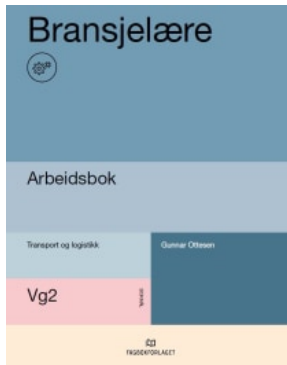 Bransjelære
Arbeidsbok
Transport og logistikk
Gunnar Ottesen
Vg2
FAGBOKFORLAGET